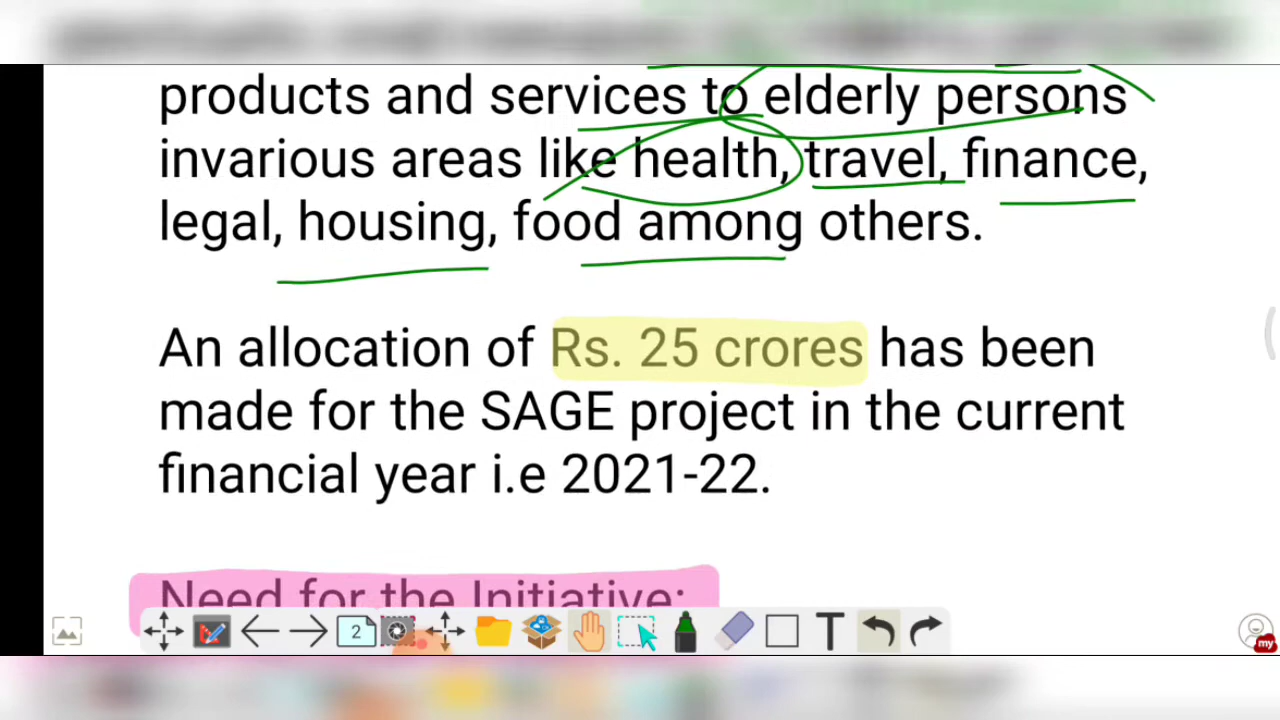 products and services to elderly persons
invarious areas like health, travel, finance,
legal, housing, food among others.
An allocation of Rs. 25 crores has been
made for the SAGE project in the current
financial year i.e 2021-22.
Need for the Initiative:
2
T
my